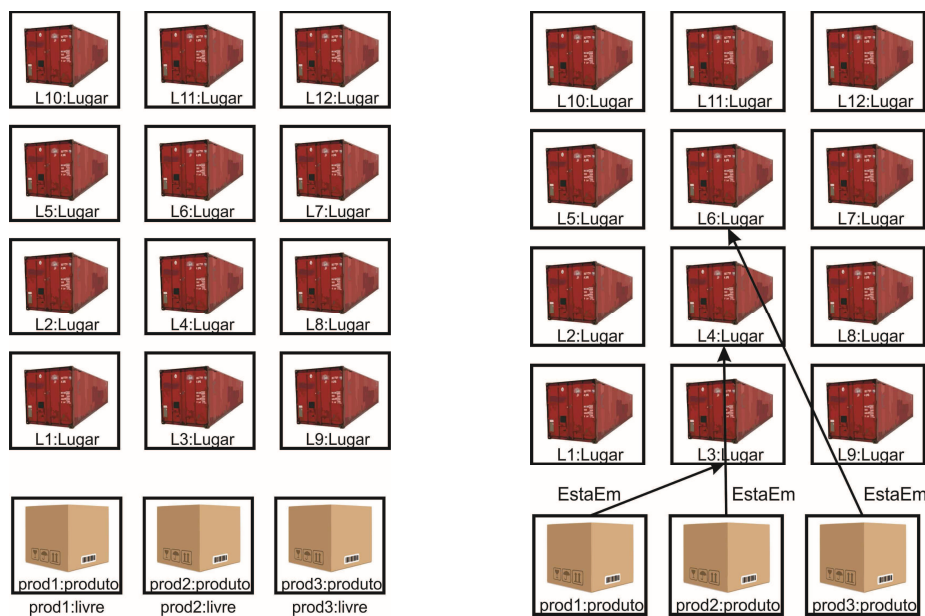 L10:Lugar L11:Lugar L12:Lugar
L5:Lugar L6:Lugar L7:Lugar
L2:Lugar L4:Lugar L8:Lugar
L1:Lugar L3:Lugar L9:Lugar
prod1:produto prod2:produto prod3:produto
prod1:livre prod2:livre prod3:livre
L10:Lugar L11:Lugar L12:Lugar
L5:Lugar L6:Lugar L7:Lugar
L2:Lugar L4:Lugar L8:Lugar
L1:Lugar L3:Lugar L9:Lugar
EstaEm EstaEm EstaEm
prod1:produto prod2:produto prod3:produto